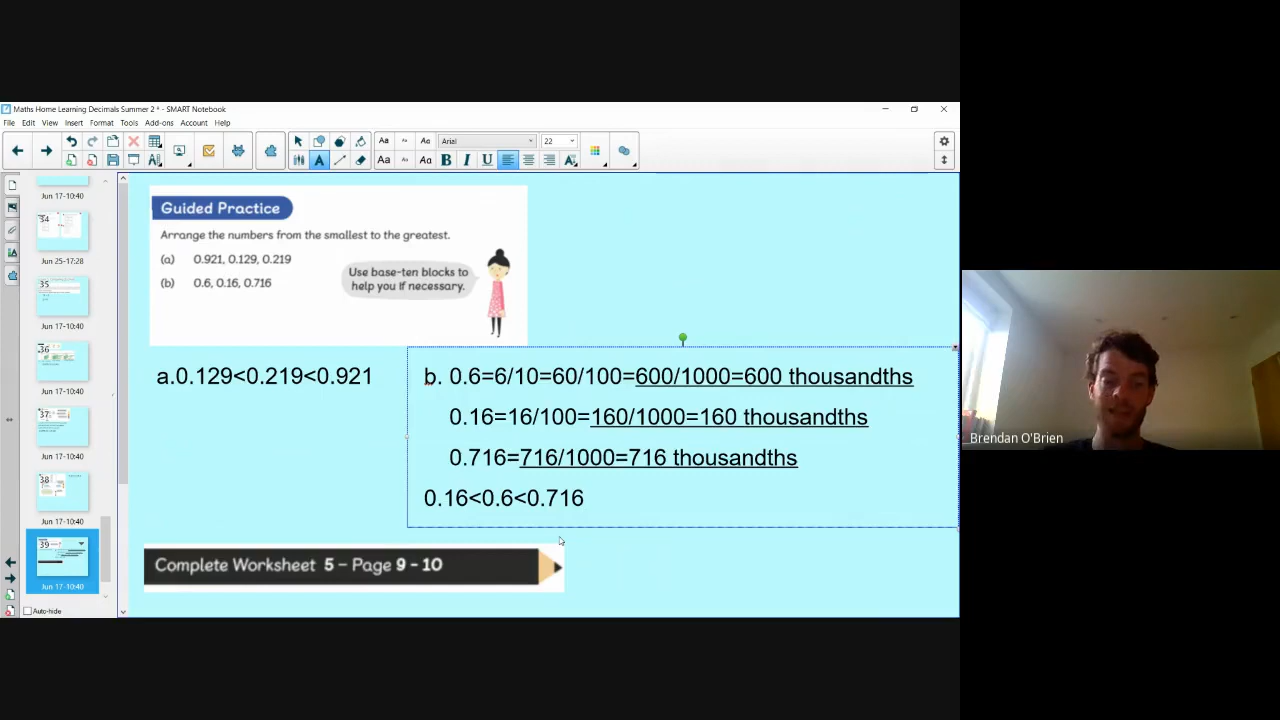 Maths Home Learning Decimals Summer 2 * - SMART Notebook
File Edit View Insert Format Tools Add-ons Account Help
Arial
22
Jun 17-10:40
34
Jun 25-17:28
35
Jun 17-10:40
36
Jun 17-10:40
37
Jun 17-10:40
38
Jun 17-10:40
39
Jun 17-10:40
Auto-hide
Guided Practice
Arrange the numbers from the smallest to the greatest.
(a) 0.921, 0.129, 0.219
(b) 0.6, 0.16, 0.716
Use base-ten blocks to
help you if necessary.
a.0.129<0.219<0.921
b. 0.6=6/10=60/100=600/1000=600 thousandths
0.16=16/100=160/1000=160 thousandths
0.716=716/1000=716 thousandths
0.16<0.6<0.716
Complete Worksheet 5 – Page 9 - 10
Brendan O'Brien